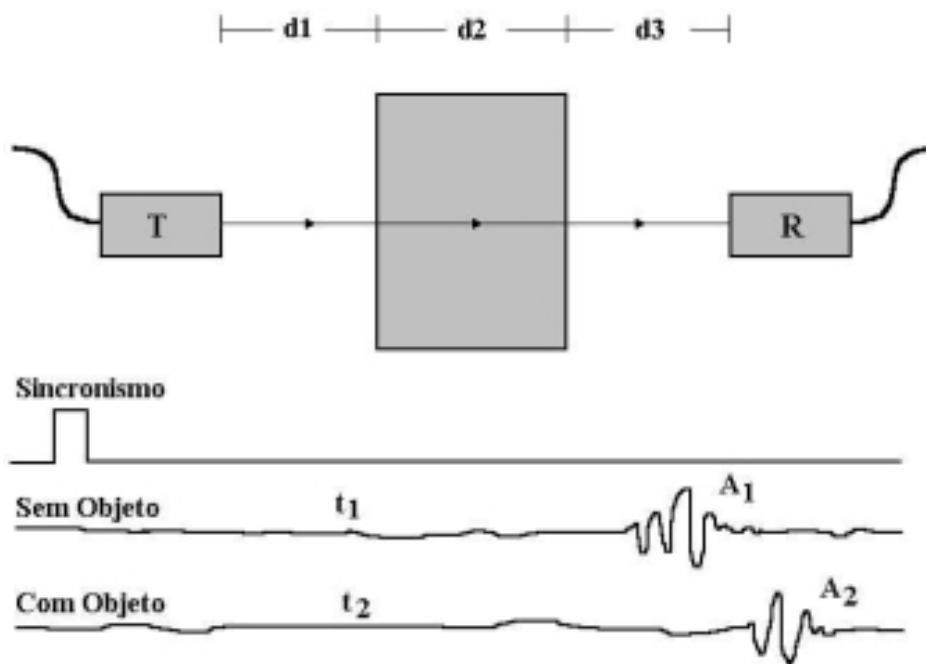 d1 d2 d3
T R
Sincronismo
Sem Objeto t1 A1
Com Objeto t2 A2